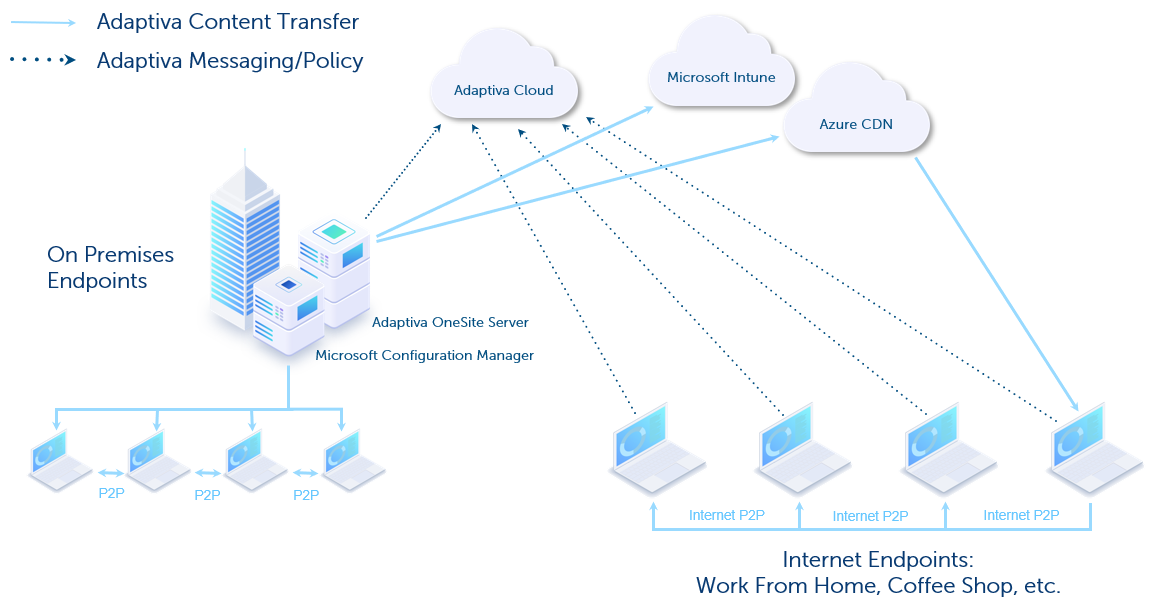 Adaptiva Content Transfer
Adaptiva Messaging/Policy
Adaptiva Cloud
Microsoft Intune
Azure CDN
On Premises
Endpoints
Adaptiva OneSite Server
Microsoft Configuration Manager
P2P
P2P
P2P
Internet P2P
Internet P2P
Internet P2P
Internet Endpoints:
Work From Home, Coffee Shop, etc.